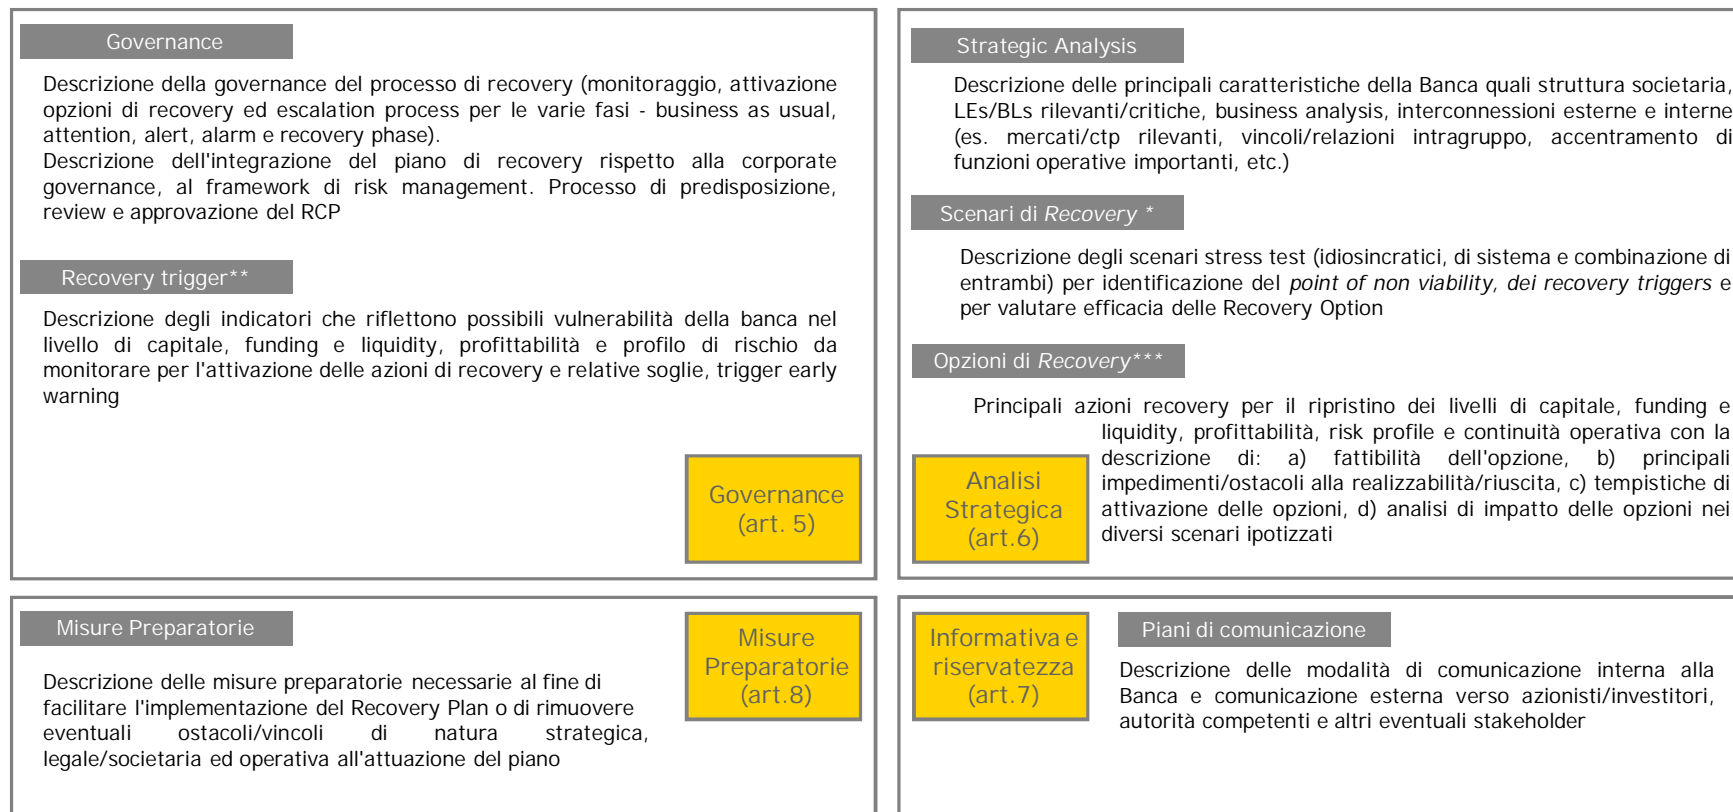 Governance
Descrizione della governance del processo di recovery (monitoraggio, attivazione
opzioni di recovery ed escalation process per le varie fasi - business as usual,
attention, alert, alarm e recovery phase).
Descrizione dell'integrazione del piano di recovery rispetto alla corporate
governance, al framework di risk management. Processo di predisposizione,
review e approvazione del RCP
Recovery trigger**
Descrizione degli indicatori che riflettono possibili vulnerabilità della banca nel
livello di capitale, funding e liquidity, profittabilità e profilo di rischio da
monitorare per l'attivazione delle azioni di recovery e relative soglie, trigger early
warning
Governance
(art. 5)
Strategic Analysis
Descrizione delle principali caratteristiche della Banca quali struttura societaria,
LEs/BLs rilevanti/critiche, business analysis, interconnessioni esterne e interne
(es. mercati/ctp rilevanti, vincoli/relazioni intragruppo, accentramento di
funzioni operative importanti, etc.)
Scenari di Recovery *
Descrizione degli scenari stress test (idiosincratici, di sistema e combinazione di
entrambi) per identificazione del point of non viability, dei recovery triggers e
per valutare efficacia delle Recovery Option
Opzioni di Recovery***
Principali azioni recovery per il ripristino dei livelli di capitale, funding e
liquidity, profittabilità, risk profile e continuità operativa con la
descrizione di: a) fattibilità dell'opzione, b) principali
impedimenti/ostacoli alla realizzabilità/riuscita, c) tempistiche di
attivazione delle opzioni, d) analisi di impatto delle opzioni nei
diversi scenari ipotizzati
Analisi
Strategica
(art.6)
Misure Preparatorie
Descrizione delle misure preparatorie necessarie al fine di
facilitare l'implementazione del Recovery Plan o di rimuovere
eventuali ostacoli/vincoli di natura strategica,
legale/societaria ed operativa all'attuazione del piano
Misure
Preparatorie
(art.8)
Informativa e
riservatezza
(art.7)
Piani di comunicazione
Descrizione delle modalità di comunicazione interna alla
Banca e comunicazione esterna verso azionisti/investitori,
autorità competenti e altri eventuali stakeholder